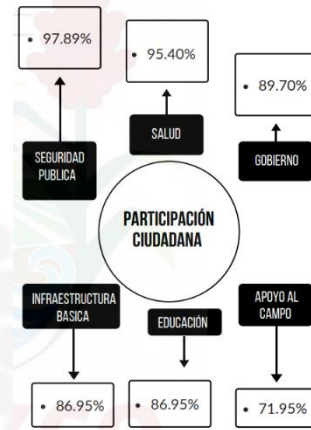 • 97.89%
• 95.40%
• 89.70%
SEGURIDAD
PUBLICA
SALUD
GOBIERNO
PARTICIPACIÓN
CIUDADANA
INFRAESTRUCTURA
BASICA
EDUCACIÓN
APOYO AL
CAMPO
• 86.95%
• 86.95%
• 71.95%